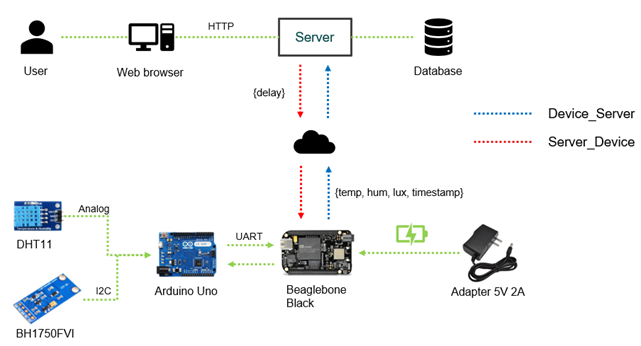 HTTP
Server
User
Web browser
Database
{delay}
Device_Server
Server_Device
{temp, hum, lux, timestamp}
Analog
DHT11
UART
I2C
Arduino Uno
Beaglebone
Black
Adapter 5V 2A
BH1750FVI